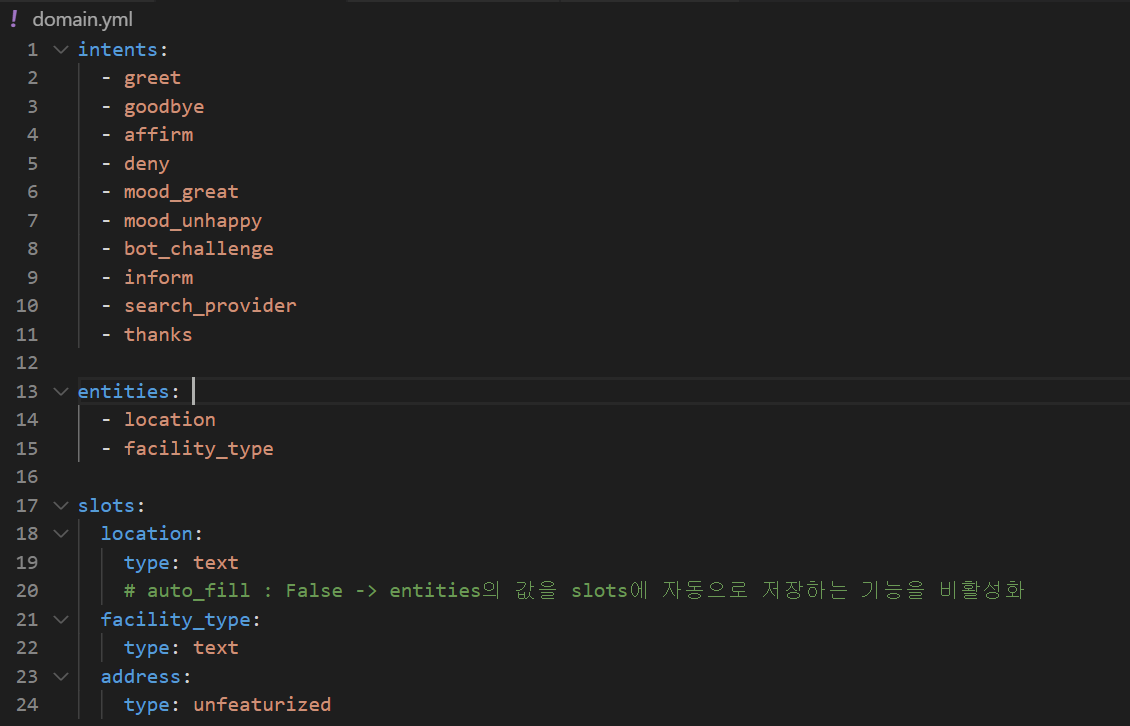 ! domain.yml
1 intents:
2 - greet
3 - goodbye
4 - affirm
5 - deny
6 - mood_great
7 - mood_unhappy
8 - bot_challenge
9 - inform
10 - search_provider
11 - thanks
12
13 entities:
14 - location
15 - facility_type
16
17 slots:
18 location:
19 type: text
20 # auto_fill : False -> entities의 값을 slots에 자동으로 저장하는 기능을 비활성화
21 facility_type:
22 type: text
23 address:
24 type: unfeaturized